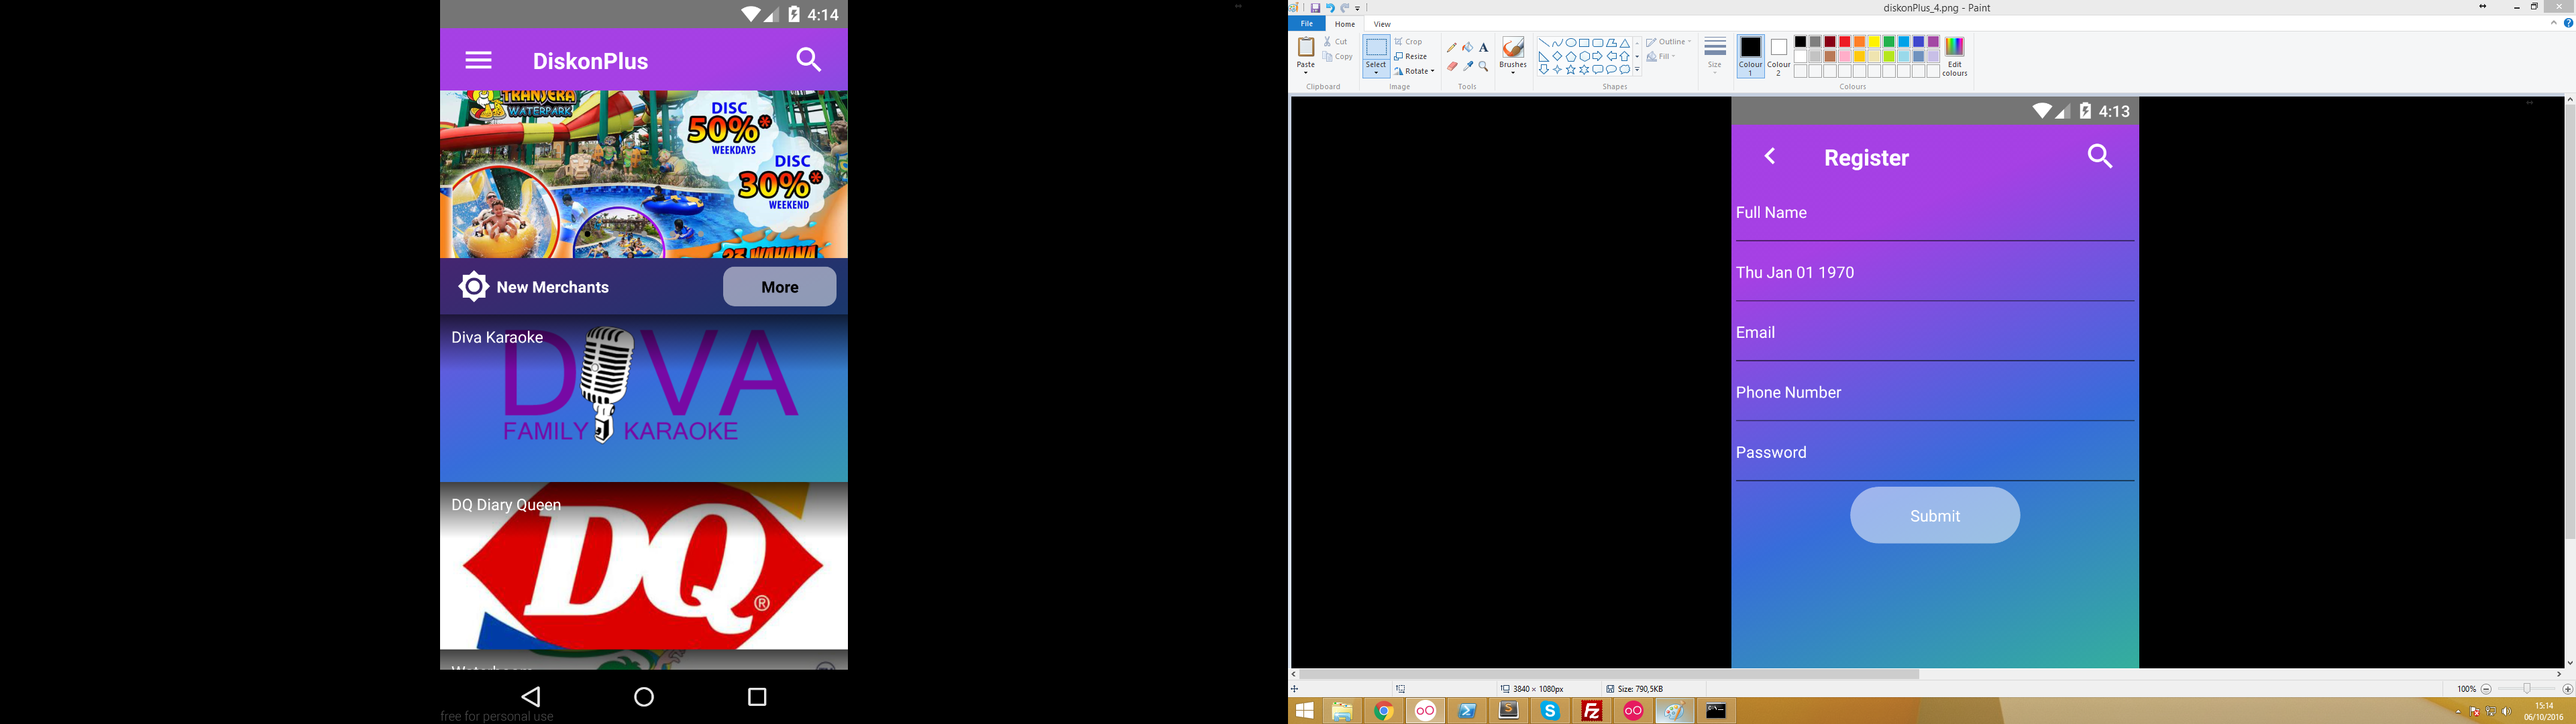 4:14
DiskonPlus
TRANSERA
WATERPARK
DISC
50%*
WEEKDAYS
DISC
30%*
WEEKEND
23 WAHANA
New Merchants
More
Diva Karaoke
DIVA
FAMILY KARAOKE
DQ Diary Queen
DQ®
Waterboom
free for personal use
diskonPlus_4.png - Paint
File Home View
Paste
Cut
Copy
Clipboard
Select
Crop
Resize
Rotate
Image
A
Tools
Brushes
Outline
Fill
Shapes
Size
Colour
1
Colour
2
Edit
colours
Colours
4:13
Register
Full Name
Thu Jan 01 1970
Email
Phone Number
Password
Submit
3840 × 1080px
Size: 790,5KB
100%
15:14
06/10/2016